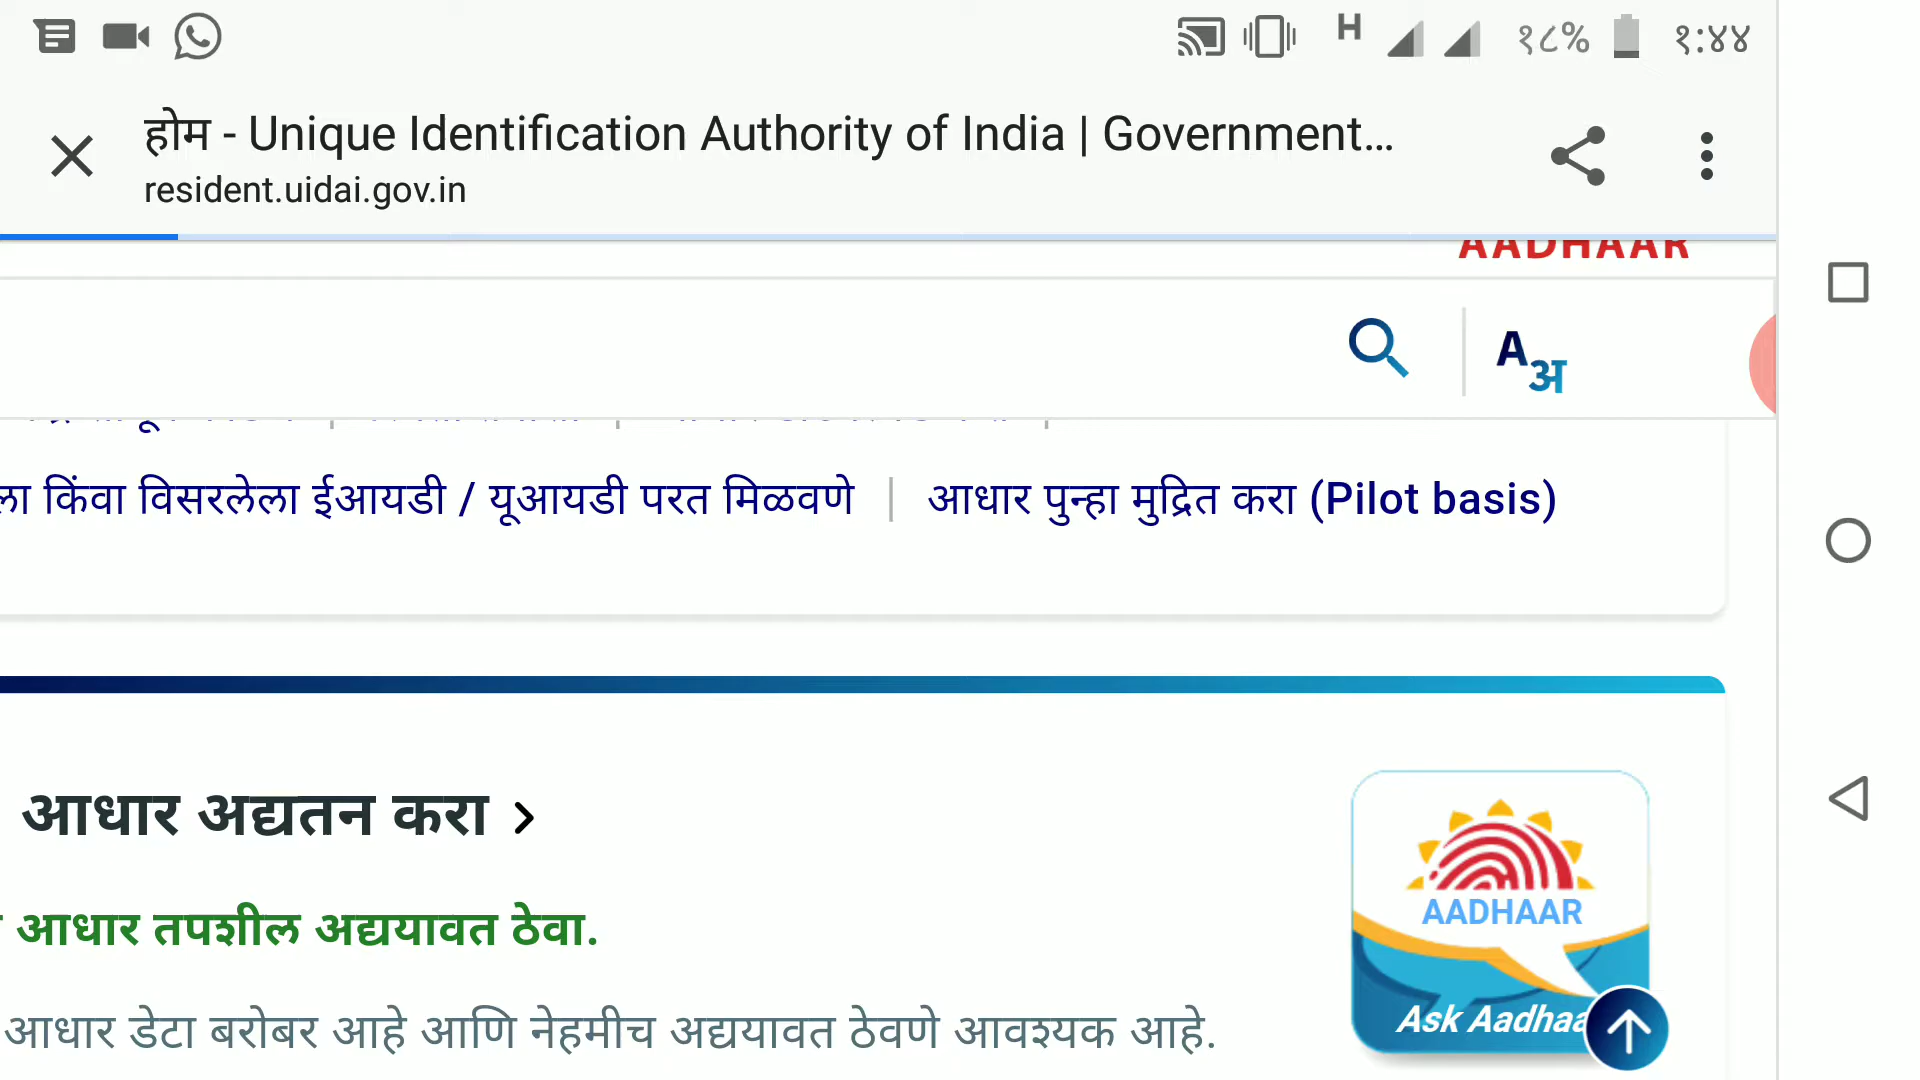 H १८% १:४४
होम - Unique Identification Authority of India | Government...
resident.uidai.gov.in
AADHAAR
A अ
किंवा विसरलेला ईआयडी / यूआयडी परत मिळवणे | आधार पुन्हा मुद्रित करा (Pilot basis)
आधार अद्यतन करा >
आधार तपशील अद्ययावत ठेवा.
आधार डेटा बरोबर आहे आणि नेहमीच अद्ययावत ठेवणे आवश्यक आहे.
AADHAAR
Ask Aadhaa